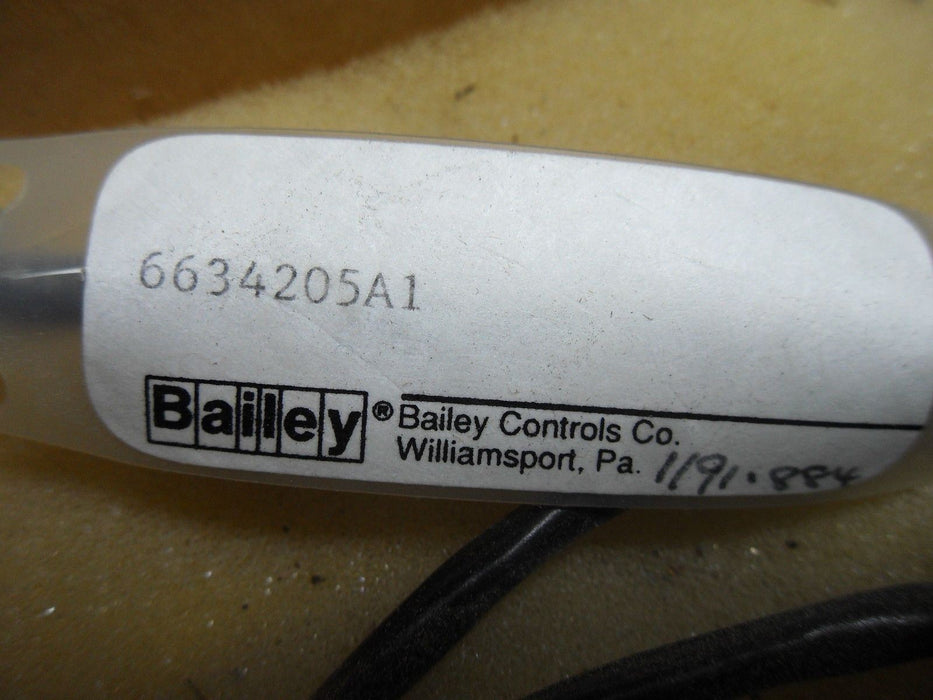 6634205A1
Bailey® Bailey Controls Co.
Williamsport, Pa. 1191.884